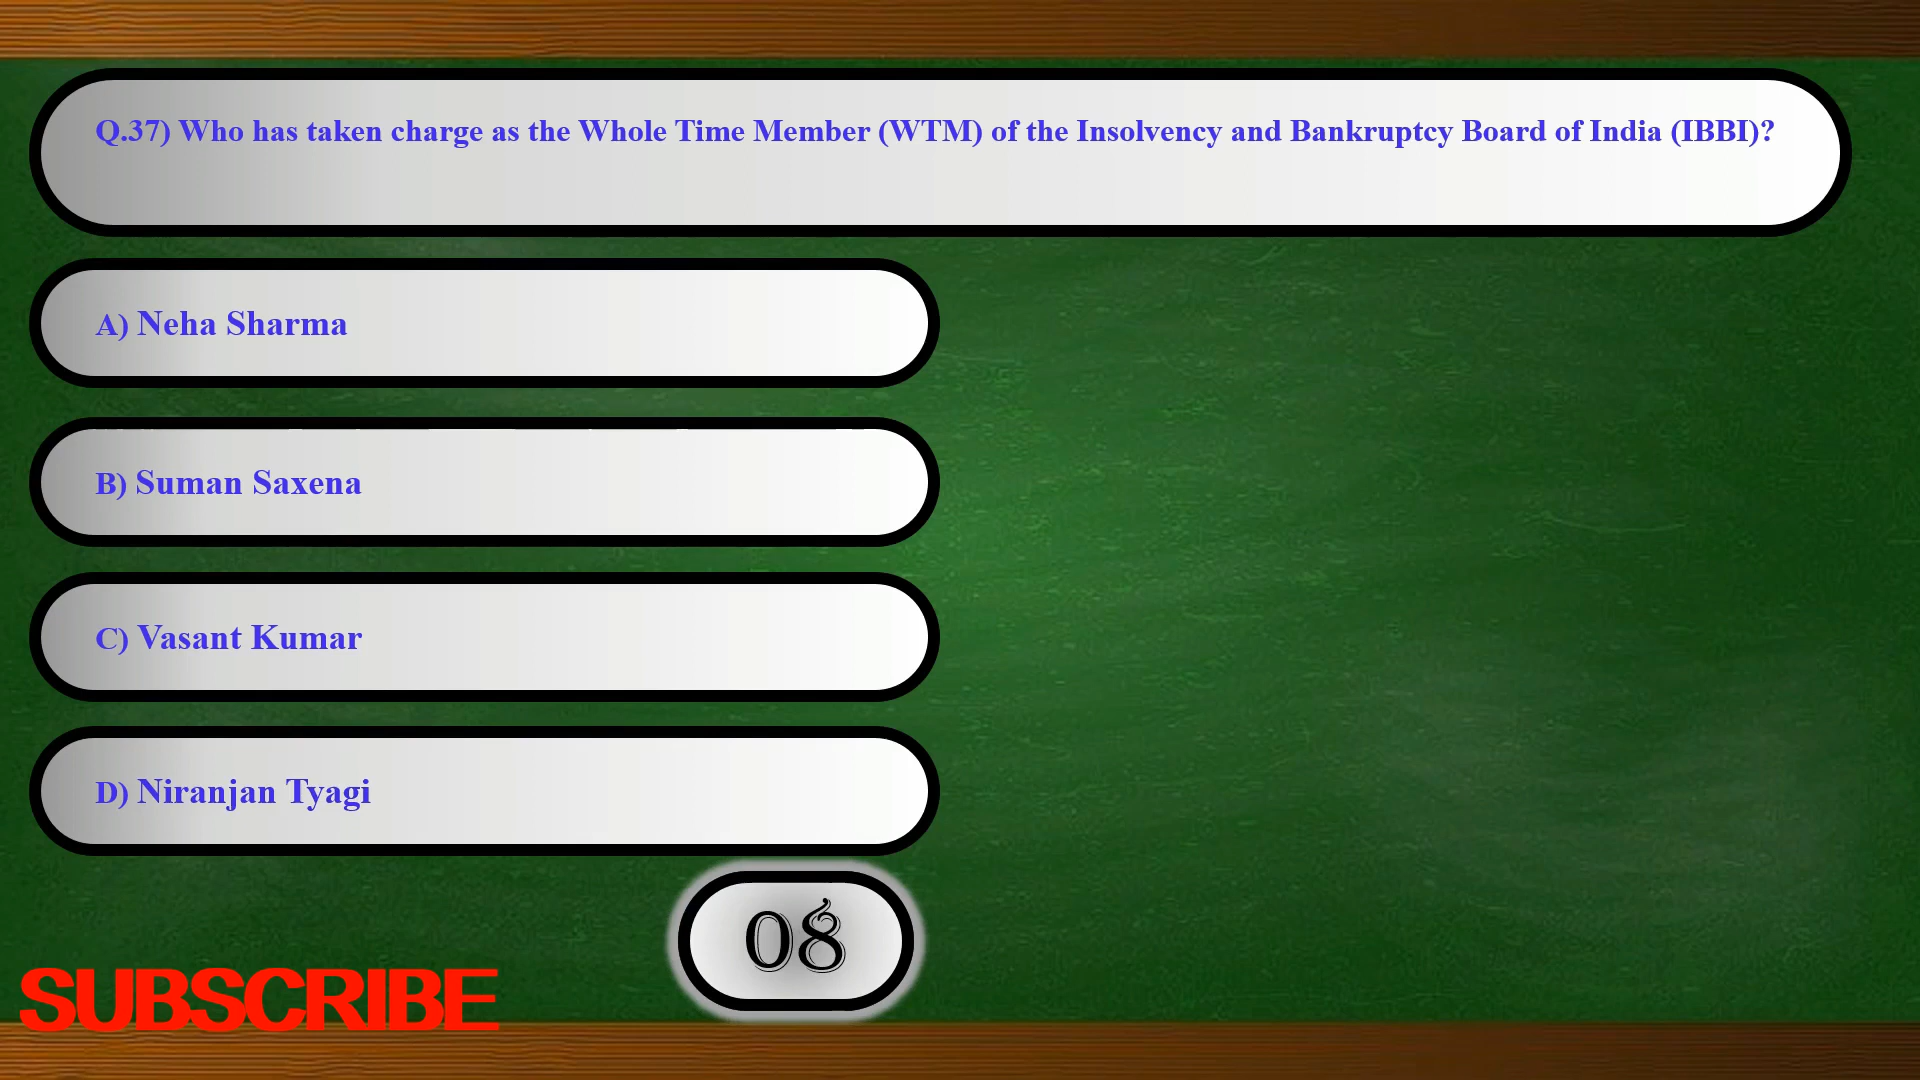 Q.37) Who has taken charge as the Whole Time Member (WTM) of the Insolvency and Bankruptcy Board of India (IBBI)?
A) Neha Sharma
B) Suman Saxena
C) Vasant Kumar
D) Niranjan Tyagi
08
SUBSCRIBE